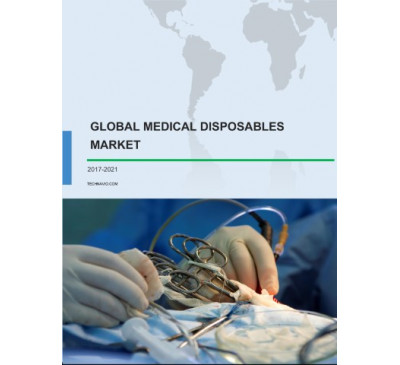 GLOBAL MEDICAL DISPOSABLES
MARKET
2017-2021
TECHNAVIO.COM